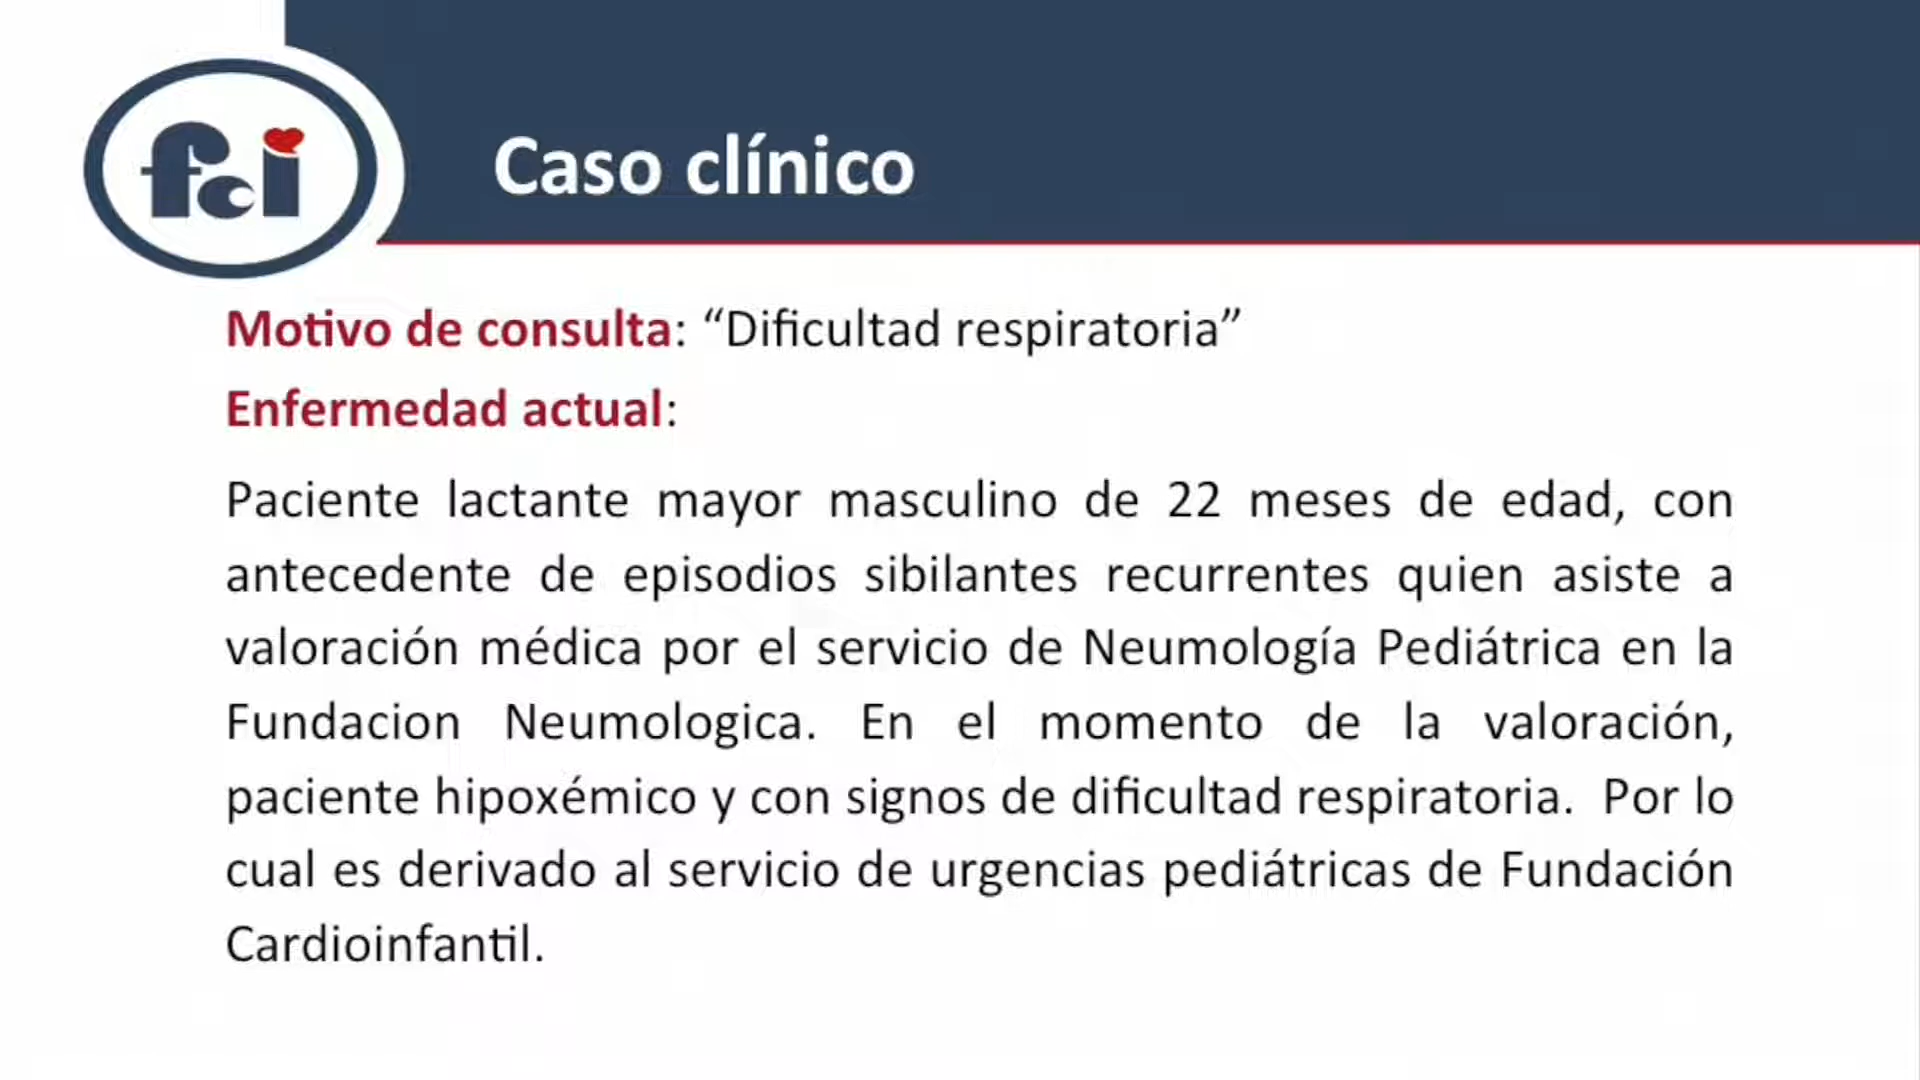 fci
Caso clínico
Motivo de consulta: “Dificultad respiratoria”
Enfermedad actual:
Paciente lactante mayor masculino de 22 meses de edad, con
antecedente de episodios sibilantes recurrentes quien asiste a
valoración médica por el servicio de Neumología Pediátrica en la
Fundacion Neumologica. En el momento de la valoración,
paciente hipoxémico y con signos de dificultad respiratoria. Por lo
cual es derivado al servicio de urgencias pediátricas de Fundación
Cardioinfantil.